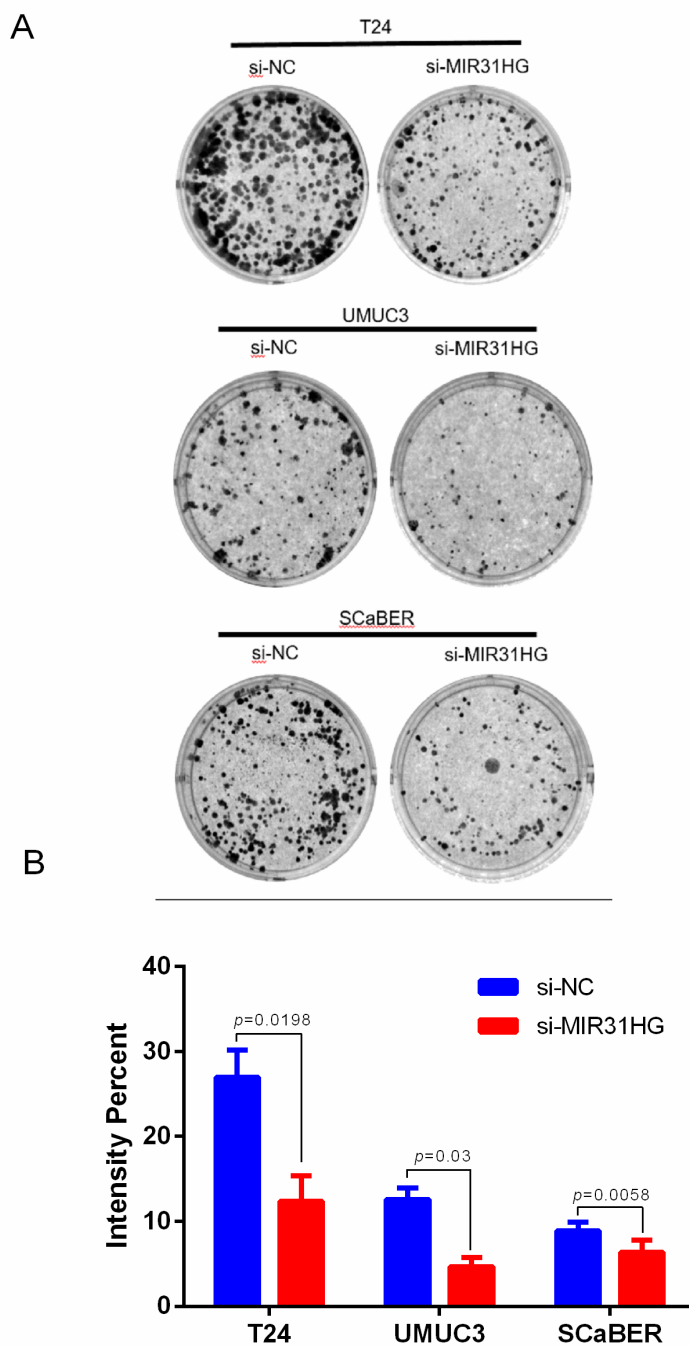 A
T24
si-NC si-MIR31HG
UMUC3
si-NC si-MIR31HG
SCaBER
si-NC si-MIR31HG
B
40
30
20
10
0
Intensity Percent
si-NC
si-MIR31HG
p=0.0198
p=0.03
p=0.0058
T24 UMUC3 SCaBER